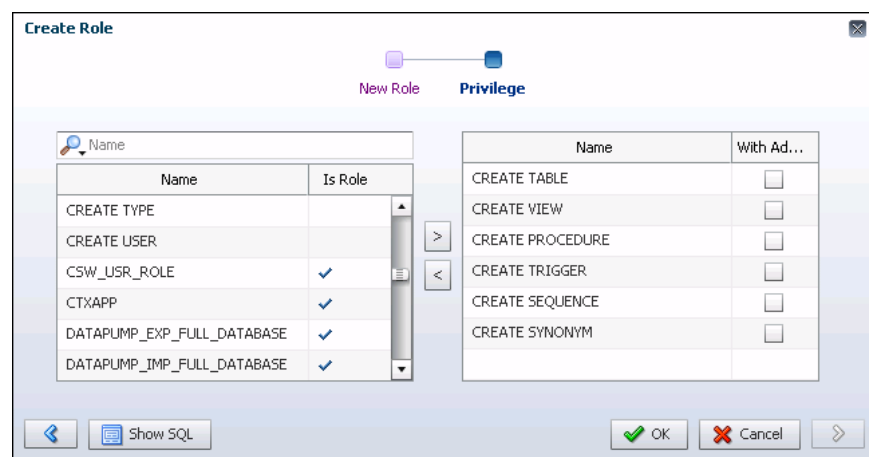 Create Role
New Role
Privilege
Name
Name Is Role
CREATE TYPE
CREATE USER
CSW_USR_ROLE
CTXAPP
DATAPUMP_EXP_FULL_DATABASE
DATAPUMP_IMP_FULL_DATABASE
>
<
Name With Ad...
CREATE TABLE
CREATE VIEW
CREATE PROCEDURE
CREATE TRIGGER
CREATE SEQUENCE
CREATE SYNONYM
Show SQL
OK
Cancel